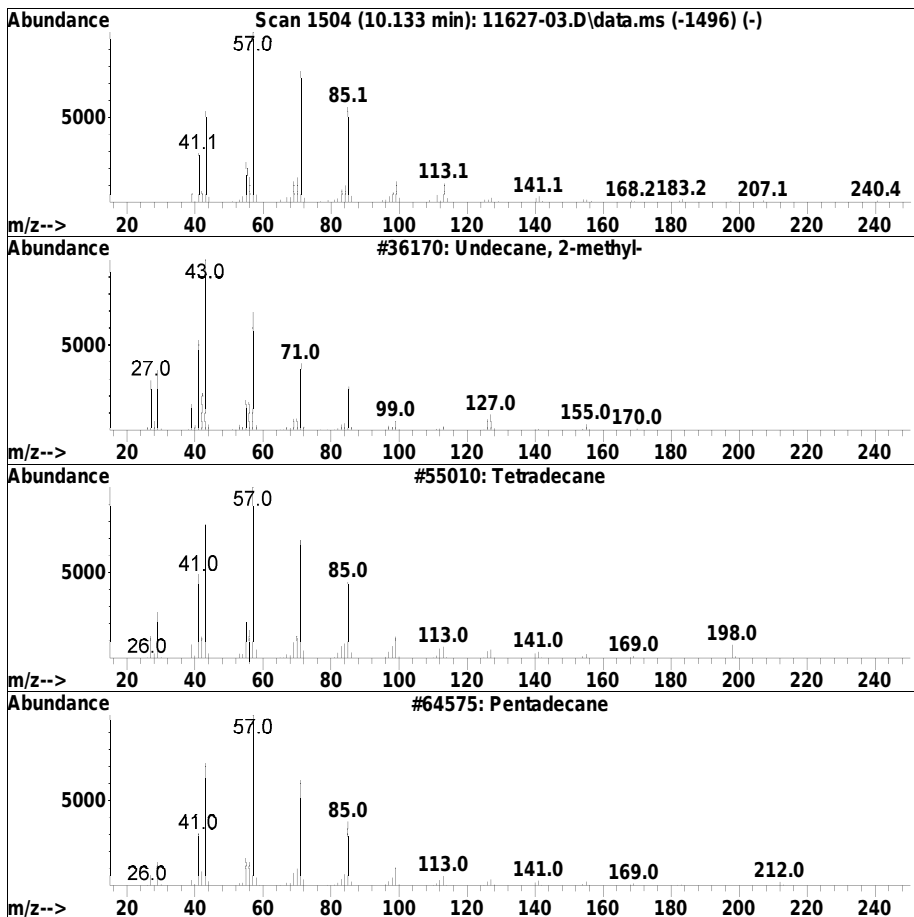 Abundance Scan 1504 (10.133 min): 11627-03.D\data.ms (-1496) (-)
57.0
85.1
5000
41.1
113.1
141.1 168.2 183.2 207.1 240.4
20 40 60 80 100 120 140 160 180 200 220 240
m/z-->
Abundance #36170: Undecane, 2-methyl-
43.0
5000
71.0
27.0
99.0 127.0 155.0 170.0
20 40 60 80 100 120 140 160 180 200 220 240
m/z-->
Abundance #55010: Tetradecane
57.0
5000
41.0 85.0
26.0 113.0 141.0 169.0 198.0
20 40 60 80 100 120 140 160 180 200 220 240
m/z-->
Abundance #64575: Pentadecane
57.0
5000
41.0 85.0
26.0 113.0 141.0 169.0 212.0
20 40 60 80 100 120 140 160 180 200 220 240
m/z-->